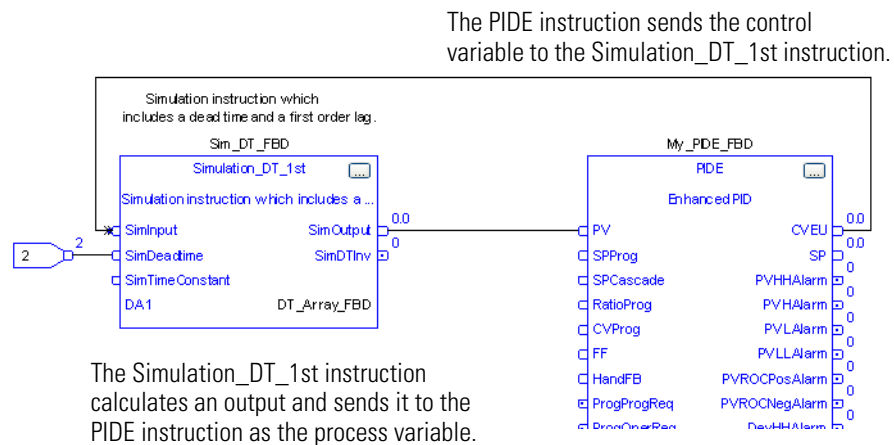 The PIDE instruction sends the control
variable to the Simulation_DT_1st instruction.
Simulation instruction which
includes a dead time and a first order lag.
Sim_DT_FBD
Simulation_DT_1st
...
Simulation instruction which includes a ...
SimInput
SimOutput
0.0
2
2
SimDeadtime
SimDTInv
0
SimTimeConstant
DA1
DT_Array_FBD
My_PIDE_FBD
PIDE
...
Enhanced PID
PV
CVEU
0.0
SPProg
SP
0.0
SPCascade
PVHHAlarm
0
RatioProg
PVHAlarm
0
CVProg
PVLAlarm
0
FF
PVLLAlarm
0
HandFB
PVROCPosAlarm
0
ProgProgReq
PVROCNegAlarm
0
ProgOperReq
DevHHAlarm
0
The Simulation_DT_1st instruction
calculates an output and sends it to the
PIDE instruction as the process variable.